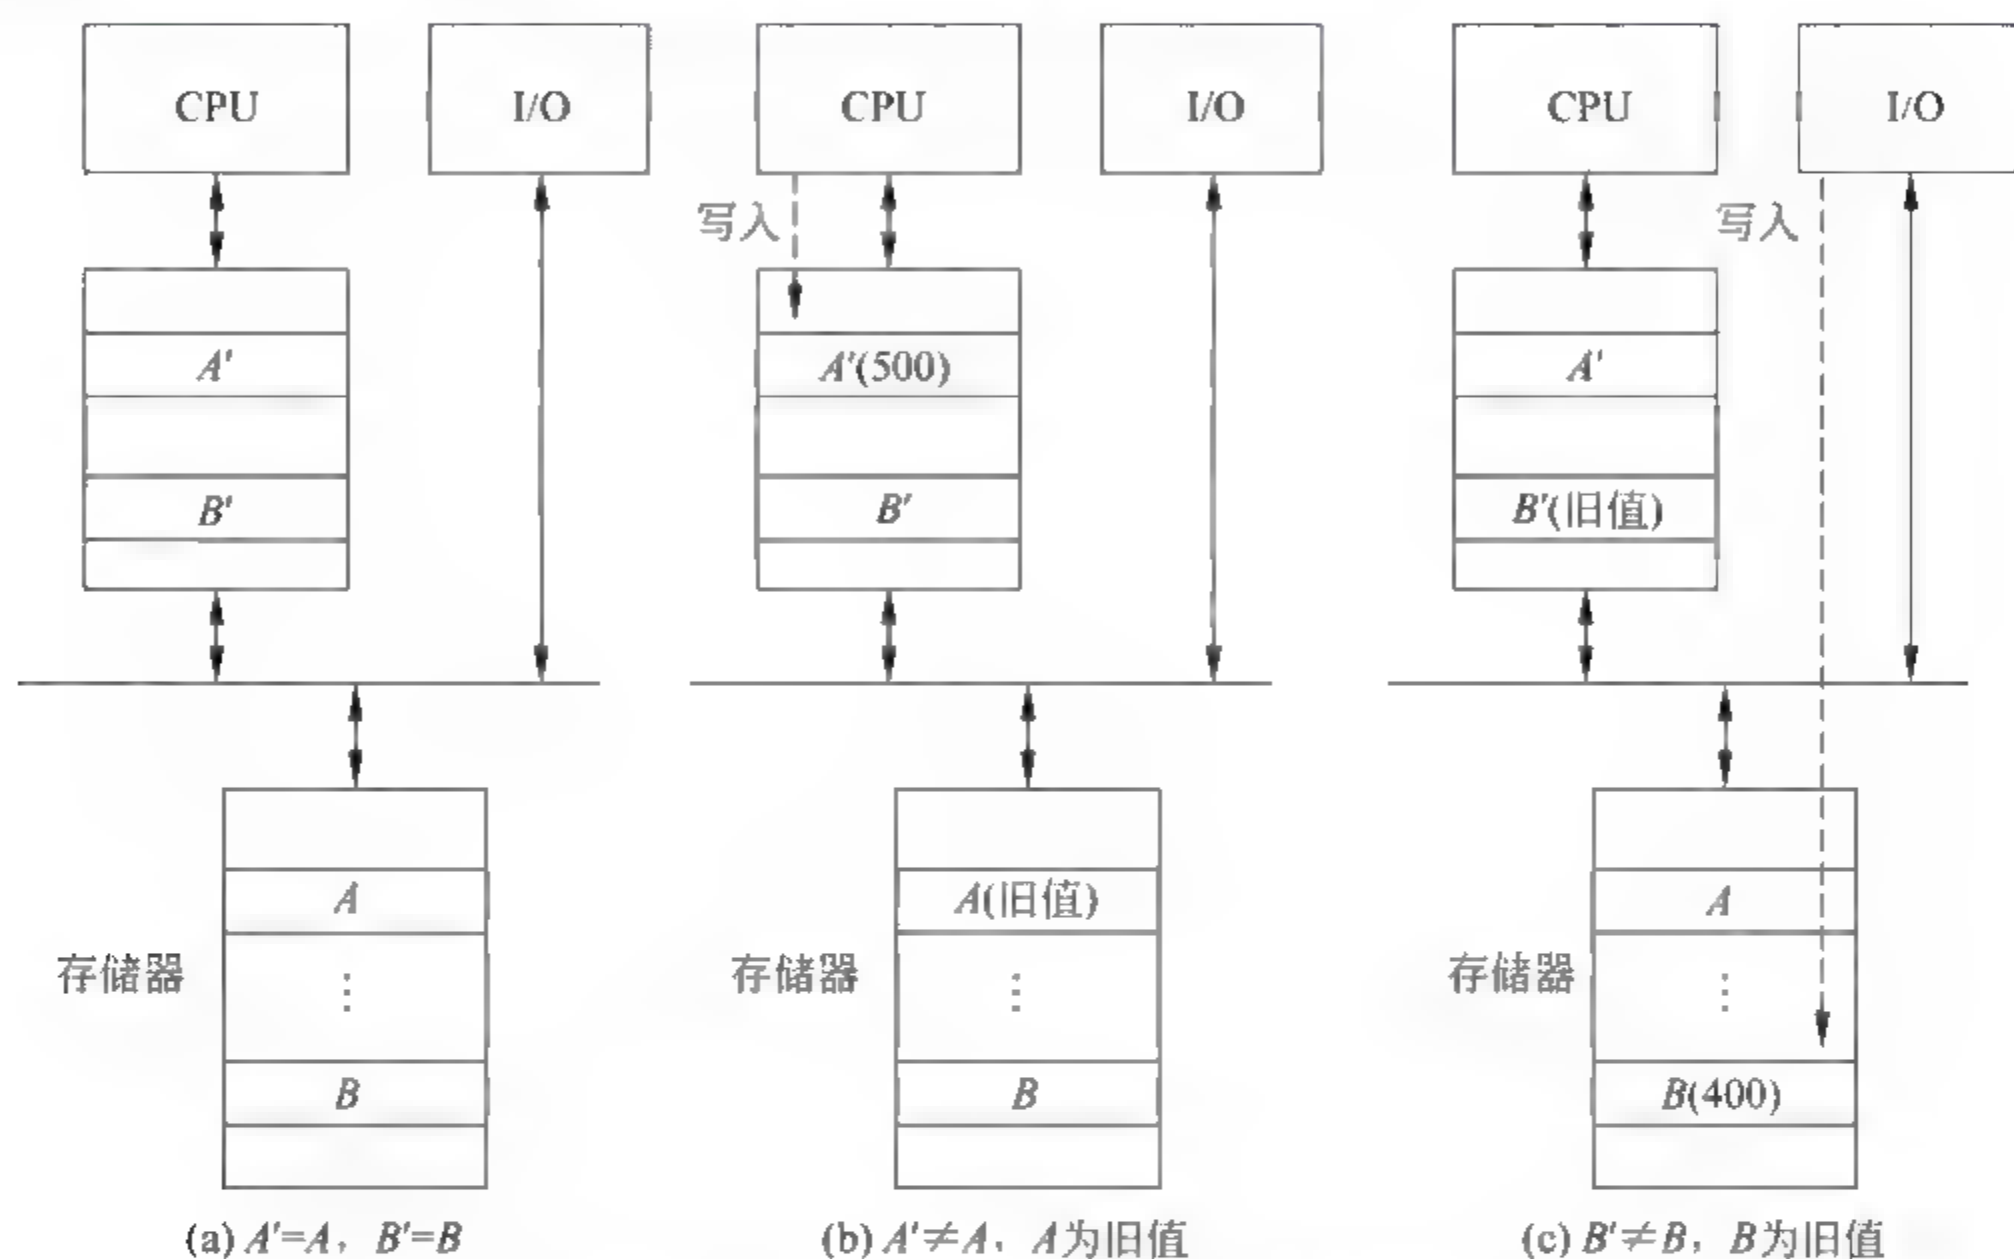 CPU
I/O
CPU
I/O
CPU
I/O
写入
写入
A'
A'(500)
A'
B'
B'
B'(旧值)
A
A(旧值)
A
存储器
⋮
存储器
⋮
存储器
⋮
B
B
B(400)
(a) A'=A，B'=B
(b) A'≠A，A为旧值
(c) B'≠B，B为旧值